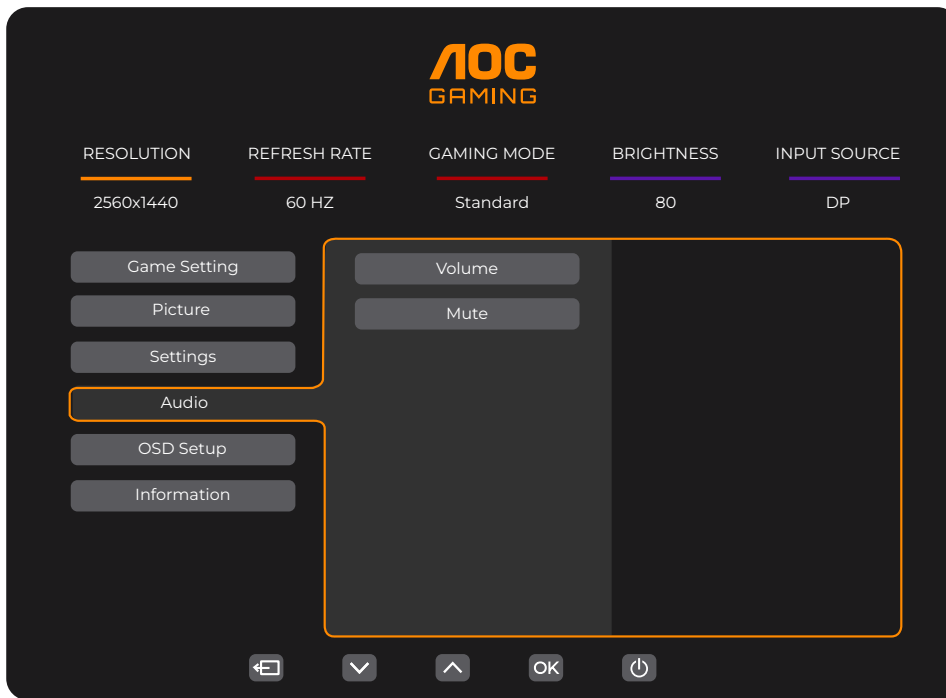 AOC
GAMING
RESOLUTION REFRESH RATE GAMING MODE BRIGHTNESS INPUT SOURCE
2560x1440 60 HZ Standard 80 DP
Game Setting
Volume
Picture
Mute
Settings
Audio
OSD Setup
Information
OK